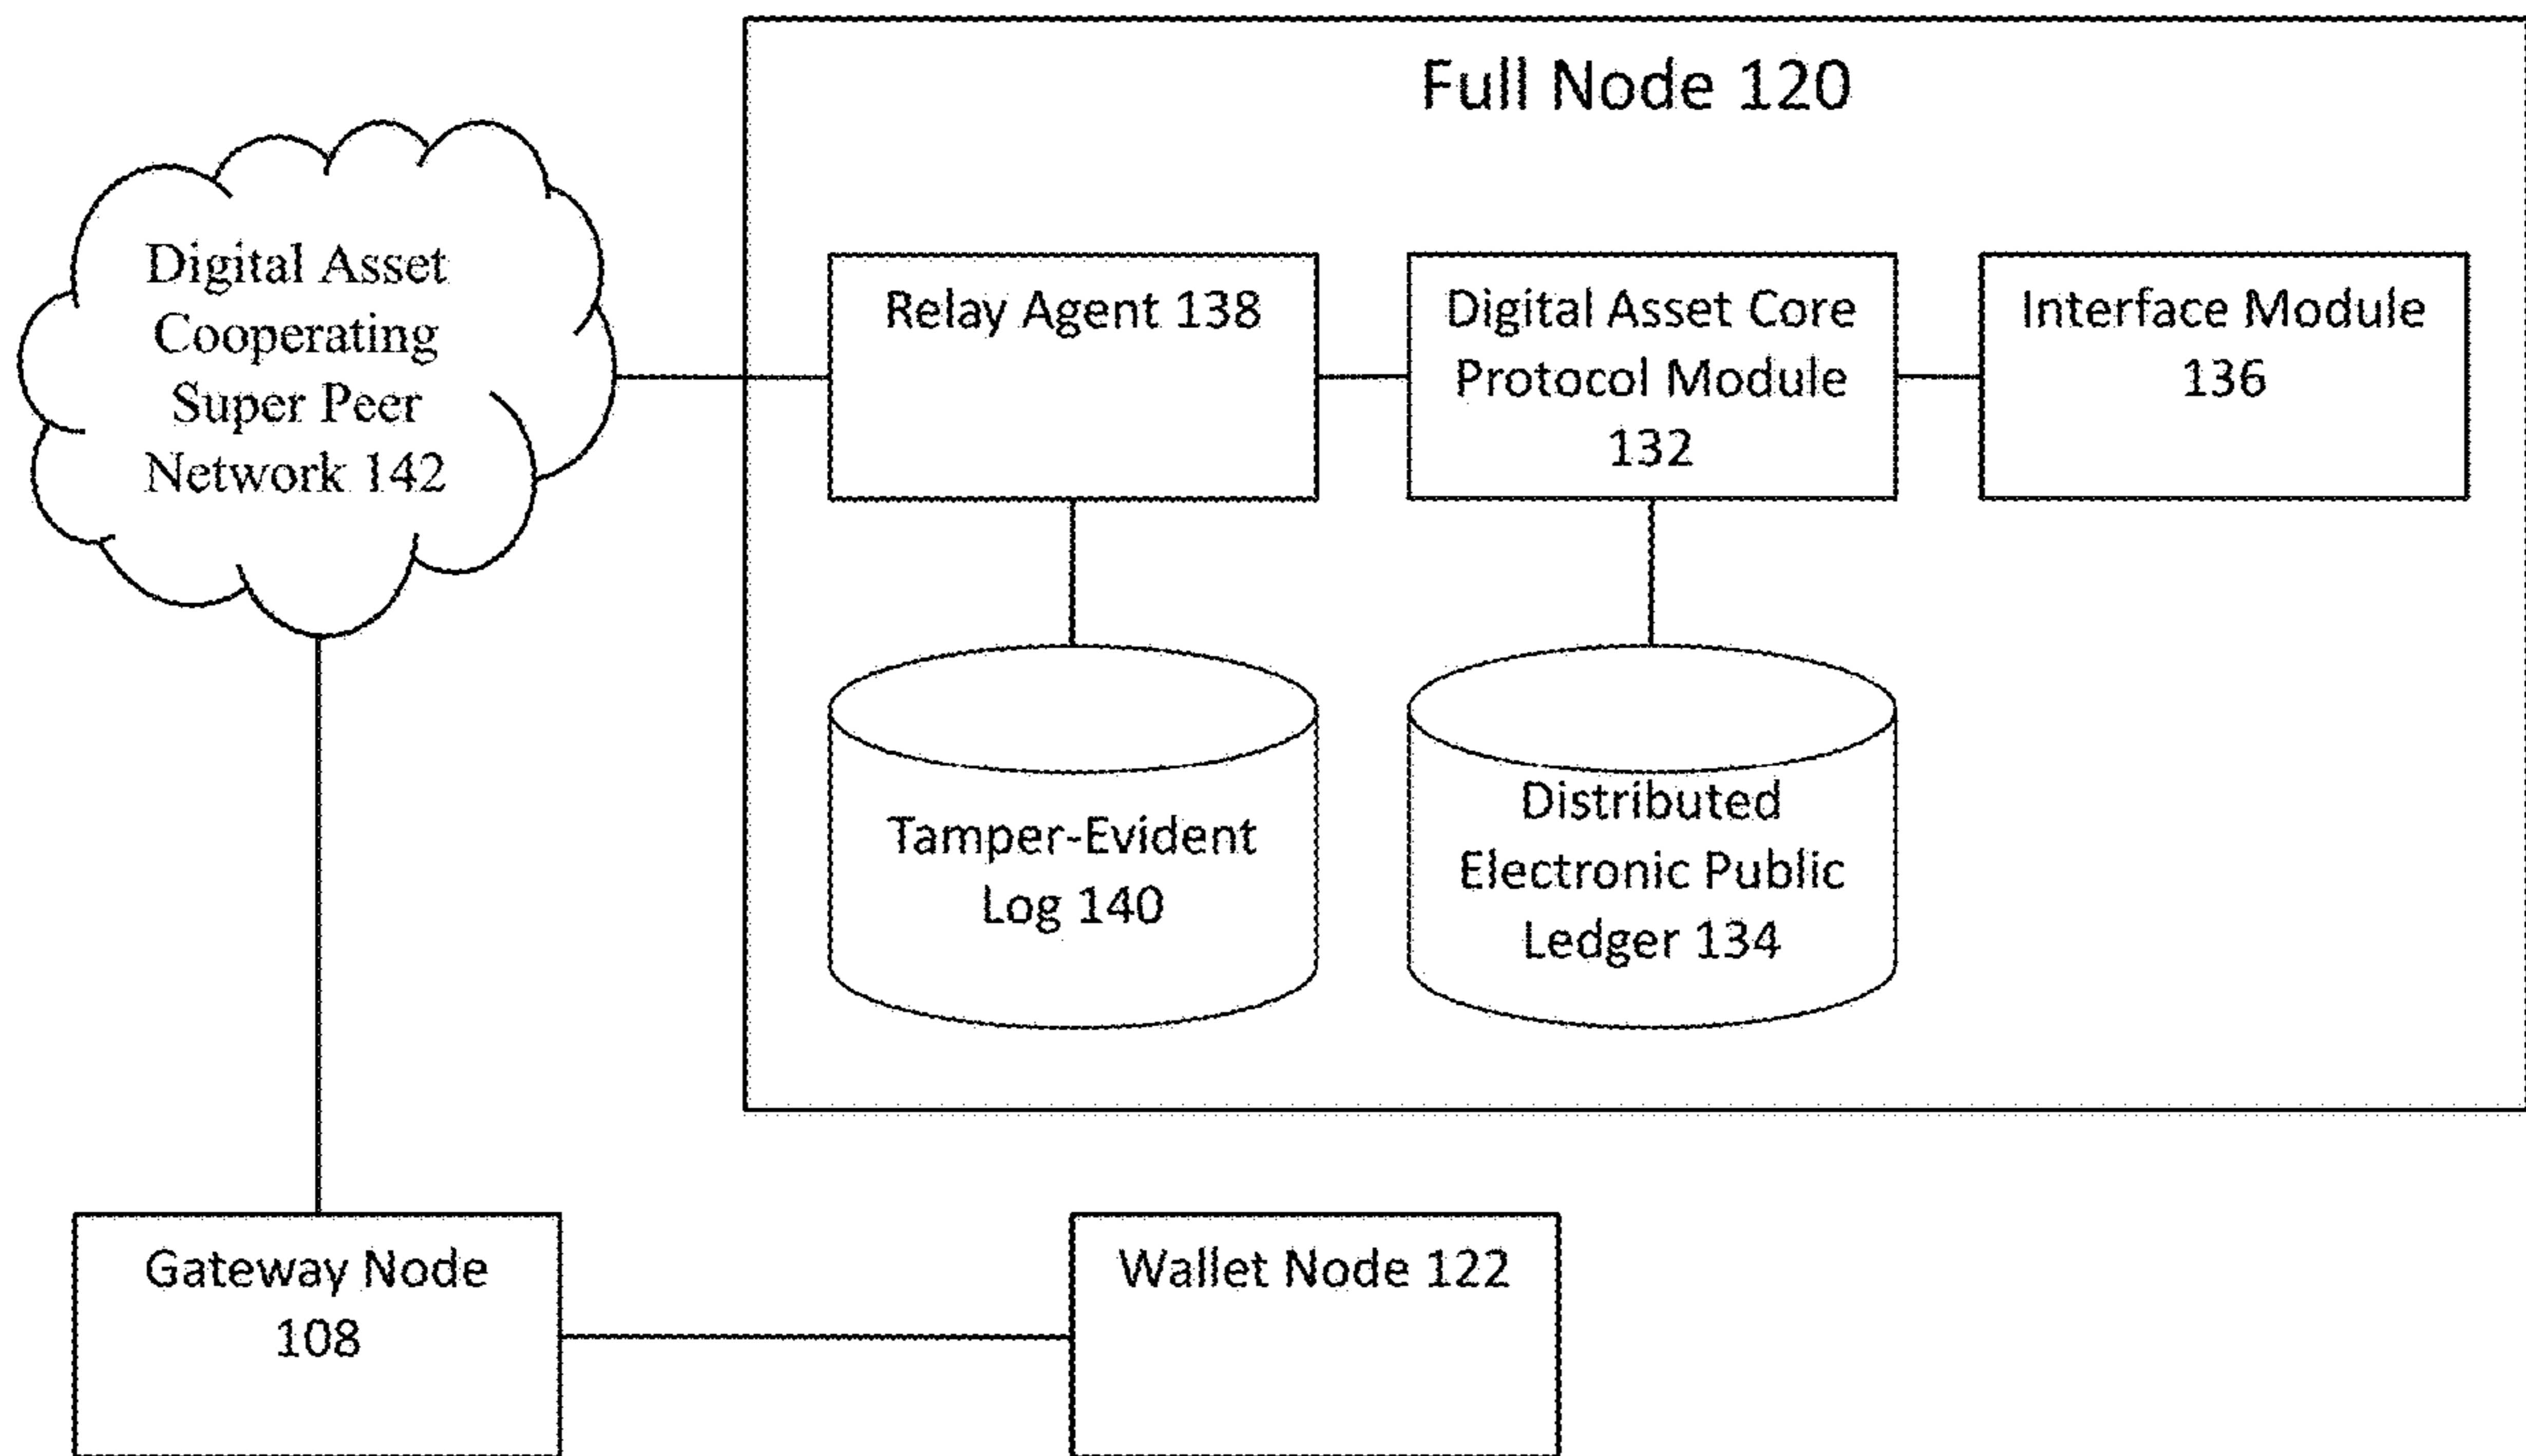 Full Node 120
Digital Asset
Cooperating
Super Peer
Network 142
Relay Agent 138
Digital Asset Core
Protocol Module
132
Interface Module
136
Tamper-Evident
Log 140
Distributed
Electronic Public
Ledger 134
Gateway Node
108
Wallet Node 122